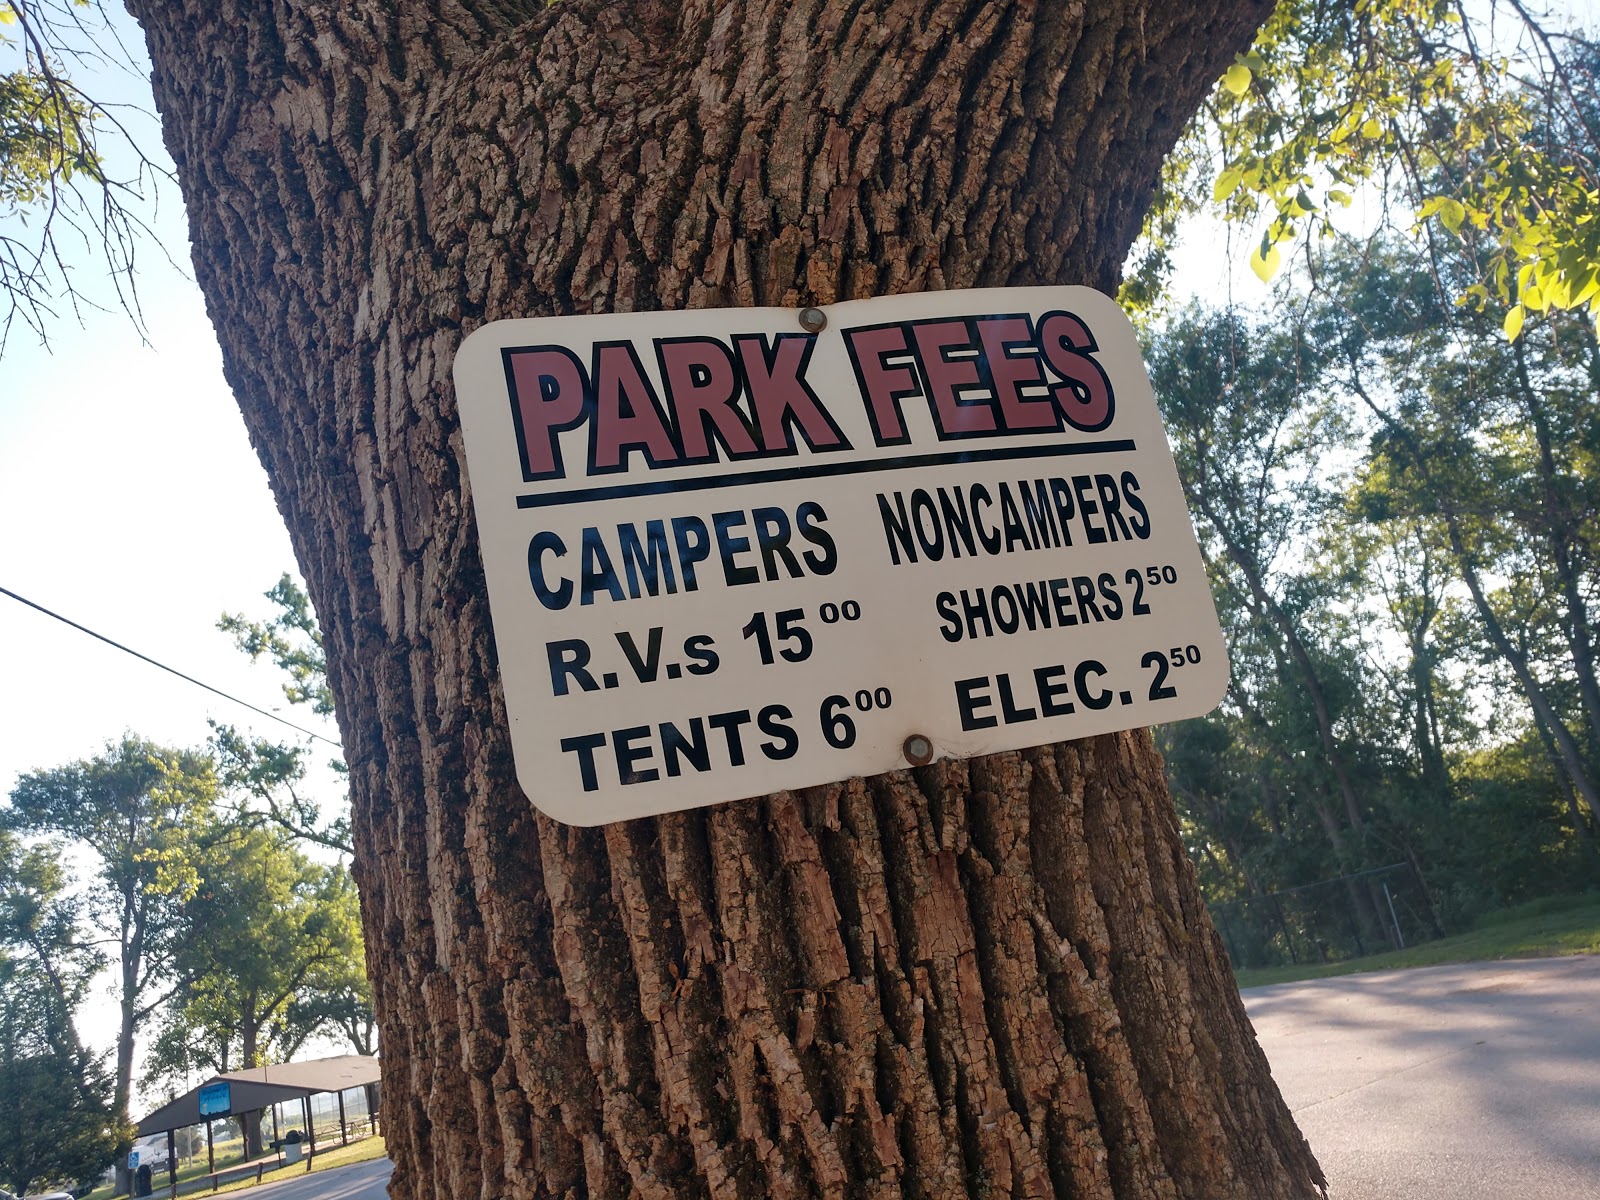 PARK FEES
CAMPERS NONCAMPERS
R.V.s 15⁰⁰ SHOWERS 2⁵⁰
TENTS 6⁰⁰ ELEC. 2⁵⁰